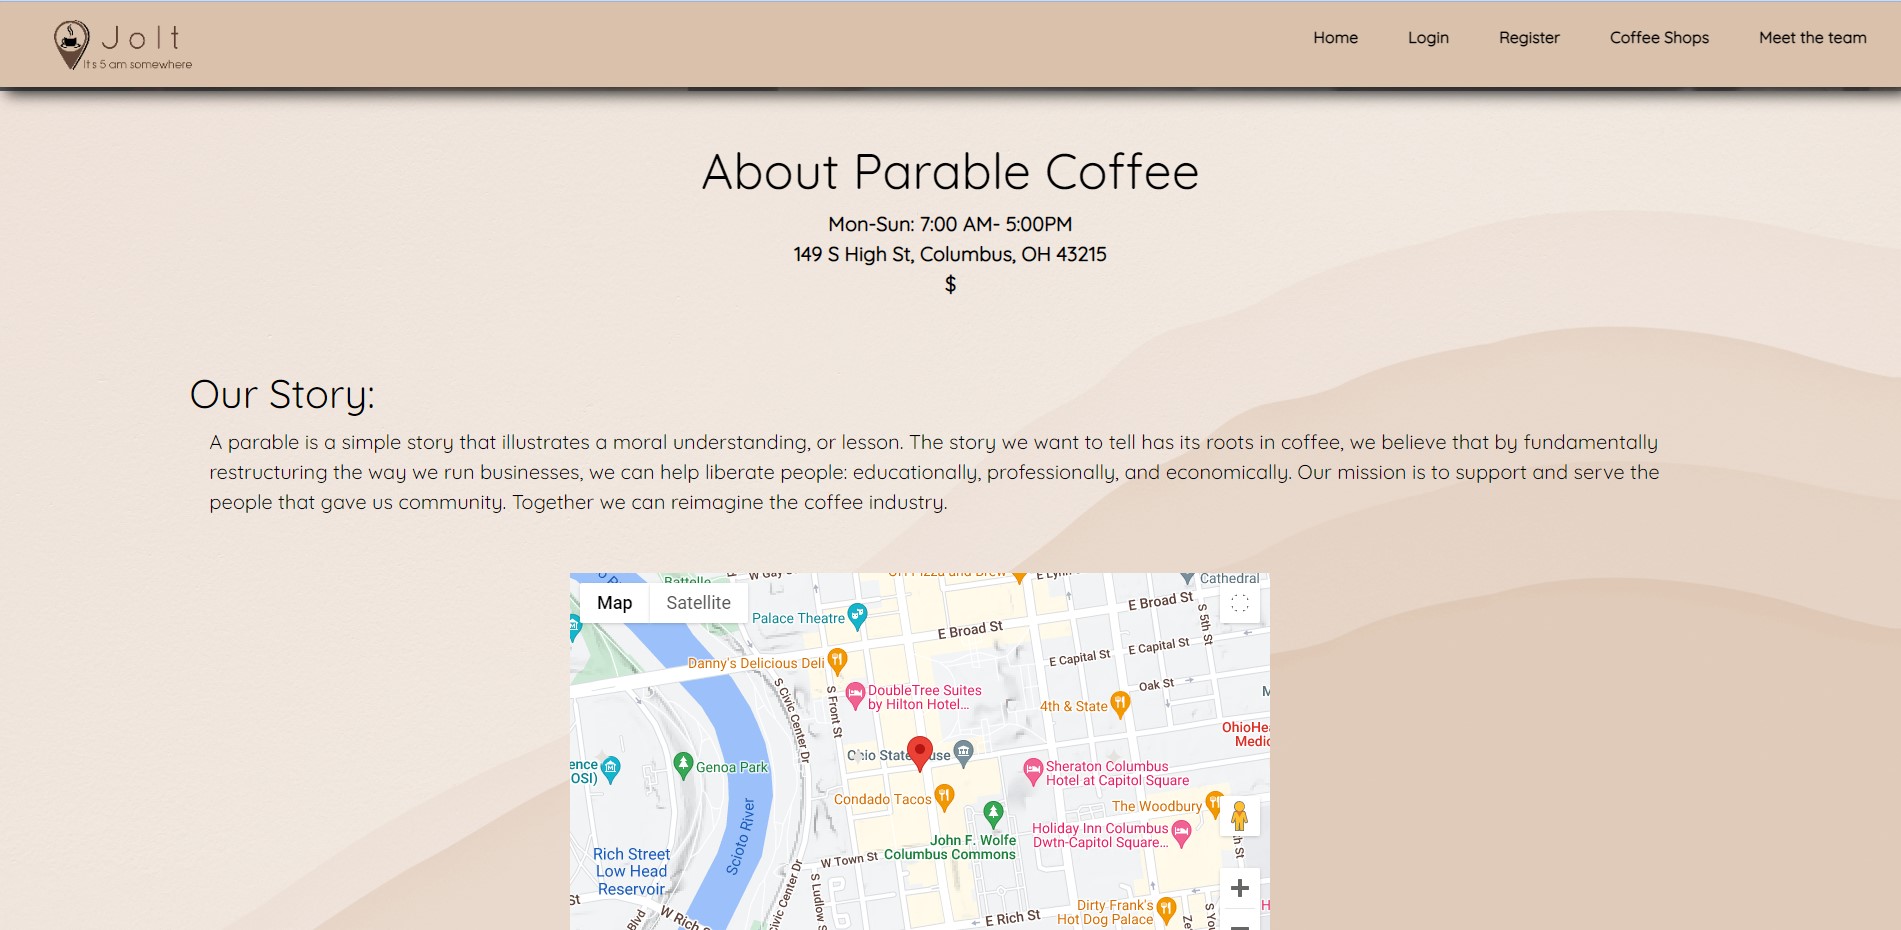 Jolt
It's 5 am somewhere
Home
Login
Register
Coffee Shops
Meet the team
About Parable Coffee
Mon-Sun: 7:00 AM- 5:00PM
149 S High St, Columbus, OH 43215
$
Our Story:
A parable is a simple story that illustrates a moral understanding, or lesson. The story we want to tell has its roots in coffee, we believe that by fundamentally
restructuring the way we run businesses, we can help liberate people: educationally, professionally, and economically. Our mission is to support and serve the
people that gave us community. Together we can reimagine the coffee industry.
Map
Satellite
Battelle
W Gay
Cathedral
Palace Theatre
E Broad St
E Broad St
S 5th St
E Capital St
E Capital St
Danny's Delicious Deli
S Civic Center Dr
S Front St
DoubleTree Suites
by Hilton Hotel...
Oak St
4th & State
Ohio
Genoa Park
OSI)
Sheraton Columbus
Hotel at Capitol Square
Condado Tacos
The Woodbury
John F. Wolfe
Columbus Commons
Holiday Inn Columbus
Dwtn-Capitol Square...
Scioto River
W Town St
Rich Street
Low Head
Reservoir
S Ludlow S
Civic Center Dr
W Rich
Blvd
E Rich St
Dirty Frank's
Hot Dog Palace